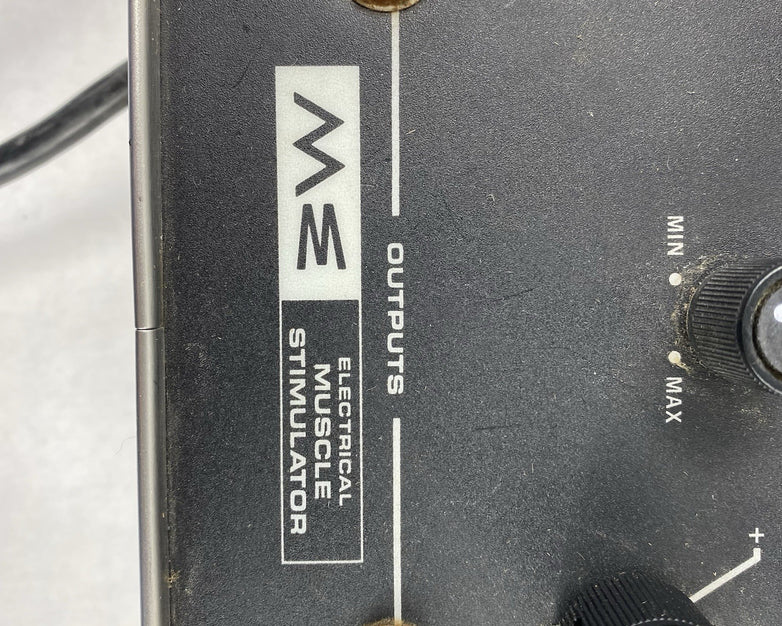 ME
ELECTRICAL
MUSCLE
STIMULATOR
OUTPUTS
MIN
MAX
+